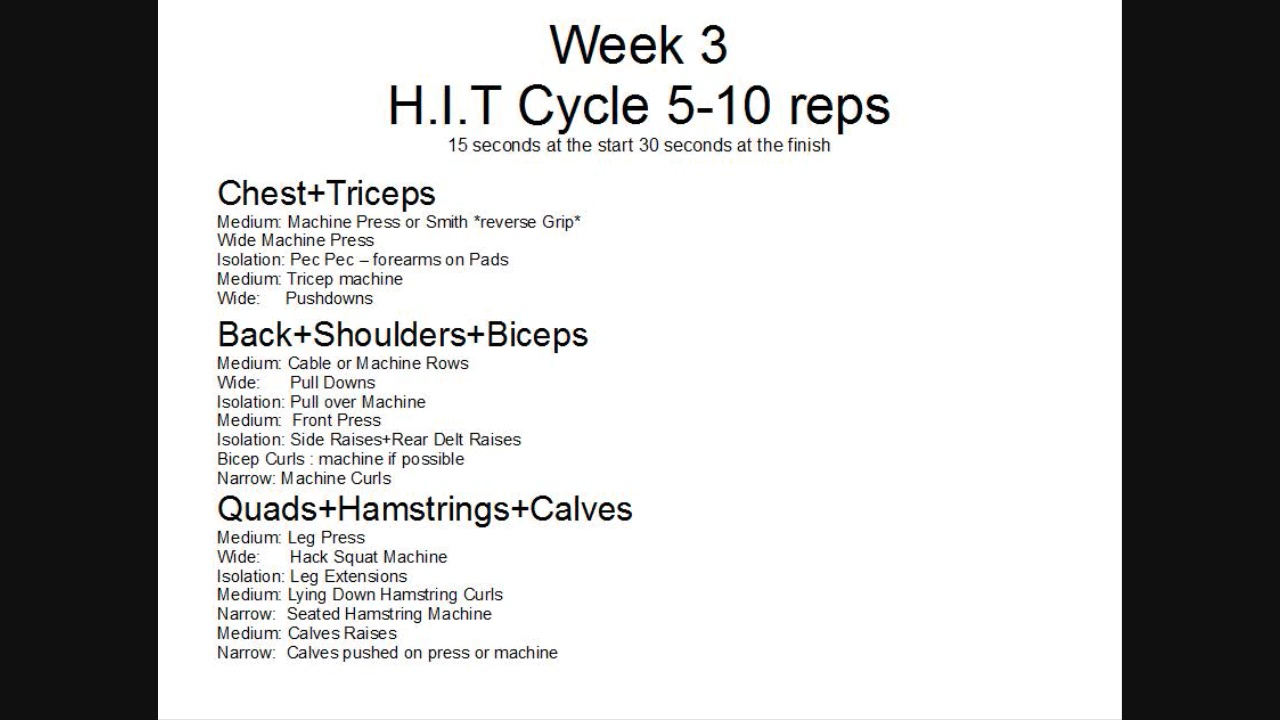 Week 3
H.I.T Cycle 5-10 reps
15 seconds at the start 30 seconds at the finish
Chest+Triceps
Medium: Machine Press or Smith *reverse Grip*
Wide Machine Press
Isolation: Pec Pec – forearms on Pads
Medium: Tricep machine
Wide: Pushdowns
Back+Shoulders+Biceps
Medium: Cable or Machine Rows
Wide: Pull Downs
Isolation: Pull over Machine
Medium: Front Press
Isolation: Side Raises+Rear Delt Raises
Bicep Curls : machine if possible
Narrow: Machine Curls
Quads+Hamstrings+Calves
Medium: Leg Press
Wide: Hack Squat Machine
Isolation: Leg Extensions
Medium: Lying Down Hamstring Curls
Narrow: Seated Hamstring Machine
Medium: Calves Raises
Narrow: Calves pushed on press or machine